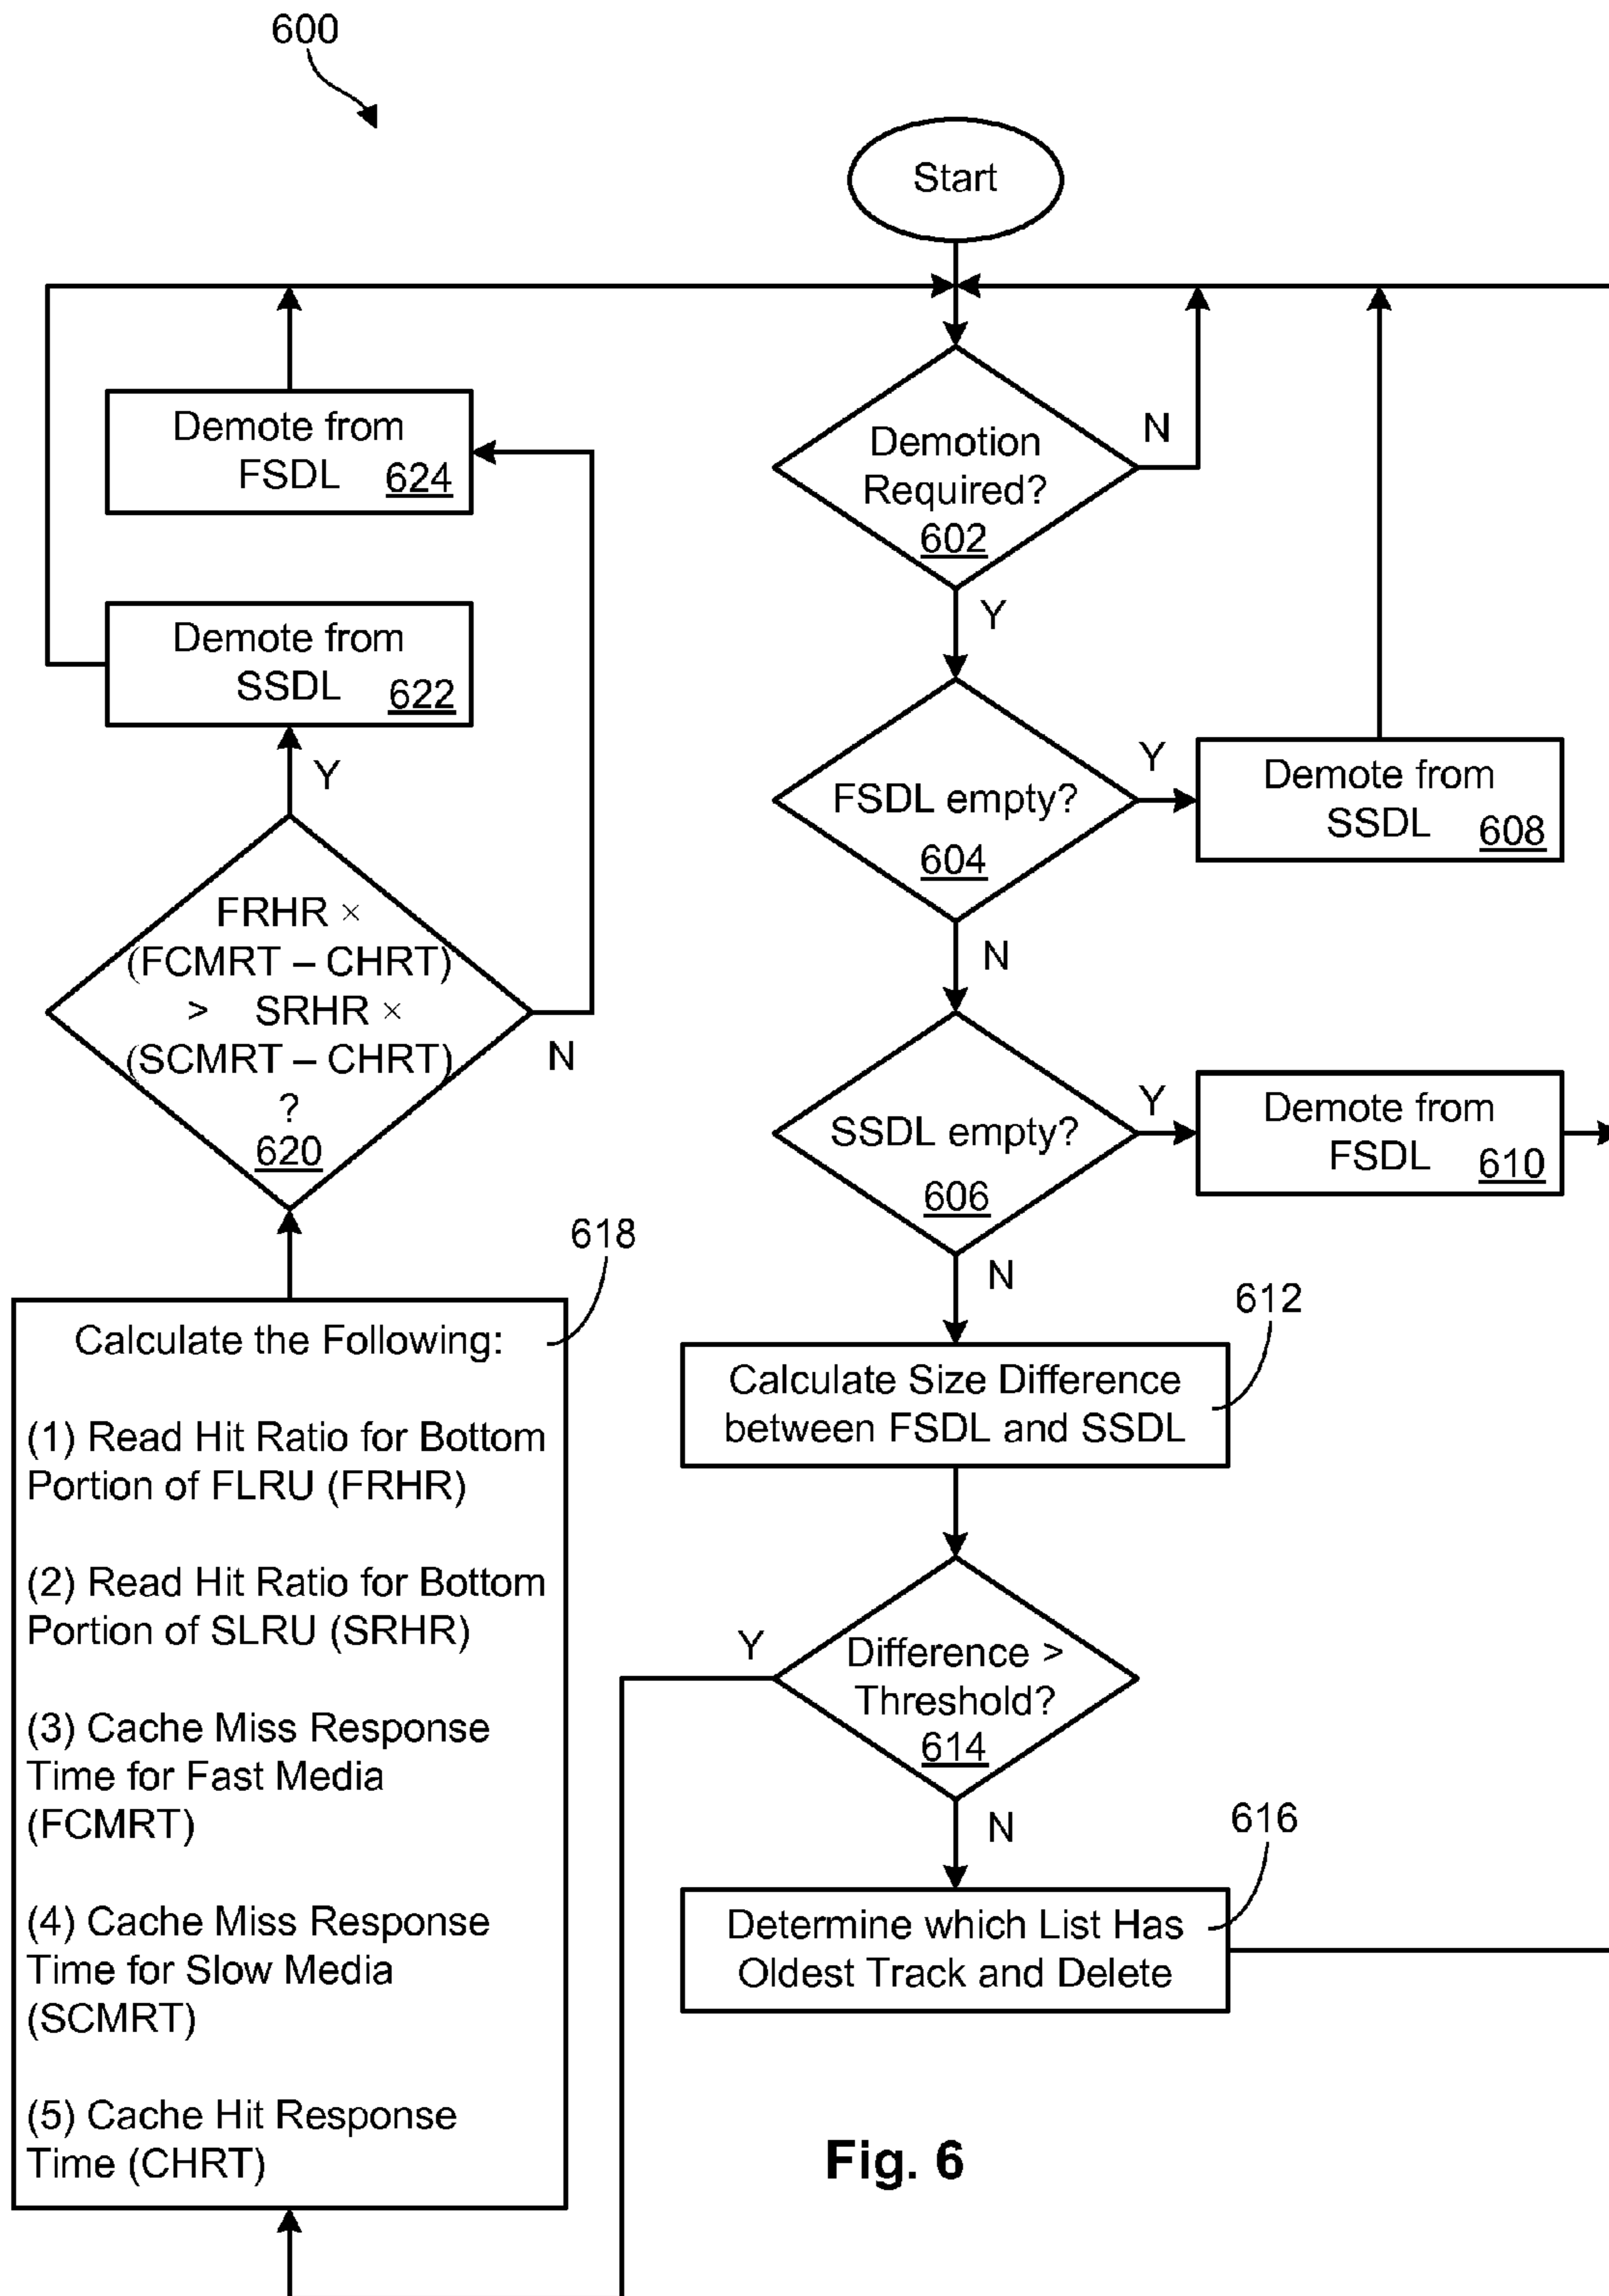 600
Start
Demotion
Required?
602
N
Y
FSDL empty?
604
Y
N
Demote from
SSDL 608
SSDL empty?
606
Y
N
Demote from
FSDL 610
612
Calculate Size Difference
between FSDL and SSDL
Difference >
Threshold?
614
Y
N
616
Determine which List Has
Oldest Track and Delete
618
Calculate the Following:
(1) Read Hit Ratio for Bottom
Portion of FLRU (FRHR)
(2) Read Hit Ratio for Bottom
Portion of SLRU (SRHR)
(3) Cache Miss Response
Time for Fast Media
(FCMRT)
(4) Cache Miss Response
Time for Slow Media
(SCMRT)
(5) Cache Hit Response
Time (CHRT)
FRHR ×
(FCMRT – CHRT)
> SRHR ×
(SCMRT – CHRT)
?
620
Y
N
Demote from
SSDL 622
Demote from
FSDL 624
Fig. 6